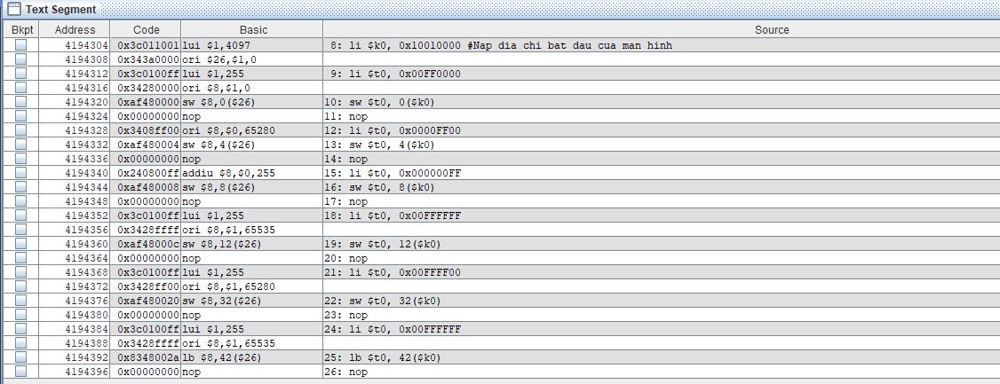 Text Segment
Bkpt Address Code Basic Source
4194304 0x3c011001 lui $1,4097 8: li $k0, 0x10010000 #Nap dia chi bat dau cua man hinh
4194308 0x343a0000 ori $26,$1,0
4194312 0x3c0100ff lui $1,255 9: li $t0, 0x00FF0000
4194316 0x34280000 ori $8,$1,0
4194320 0xaf480000 sw $8,0($26) 10: sw $t0, 0($k0)
4194324 0x00000000 nop 11: nop
4194328 0x3408ff00 ori $8,$0,65280 12: li $t0, 0x0000FF00
4194332 0xaf480004 sw $8,4($26) 13: sw $t0, 4($k0)
4194336 0x00000000 nop 14: nop
4194340 0x240800ff addiu $8,$0,255 15: li $t0, 0x000000FF
4194344 0xaf480008 sw $8,8($26) 16: sw $t0, 8($k0)
4194348 0x00000000 nop 17: nop
4194352 0x3c0100ff lui $1,255 18: li $t0, 0x00FFFFFF
4194356 0x3428ffff ori $8,$1,65535
4194360 0xaf48000c sw $8,12($26) 19: sw $t0, 12($k0)
4194364 0x00000000 nop 20: nop
4194368 0x3c0100ff lui $1,255 21: li $t0, 0x00FFFF00
4194372 0x3428ff00 ori $8,$1,65280
4194376 0xaf480020 sw $8,32($26) 22: sw $t0, 32($k0)
4194380 0x00000000 nop 23: nop
4194384 0x3c0100ff lui $1,255 24: li $t0, 0x00FFFFFF
4194388 0x3428ffff ori $8,$1,65535
4194392 0x8348002a lb $8,42($26) 25: lb $t0, 42($k0)
4194396 0x00000000 nop 26: nop